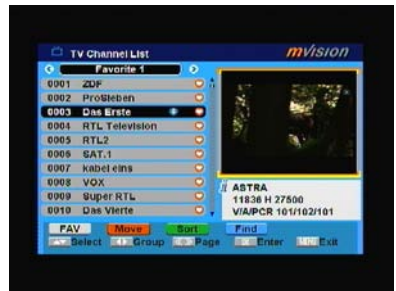 TV Channel List
mVISION
Favorite 1
0001 ZDF
0002 ProSieben
0003 Das Erste
0004 RTL Television
0005 RTL2
0006 SAT.1
0007 kabel eins
0008 VOX
0009 Super RTL
0010 Das Vierte
ASTRA
11836 H 27500
V/A/PCR 101/102/101
FAV Move Sort Find
Select Group Page Enter Exit